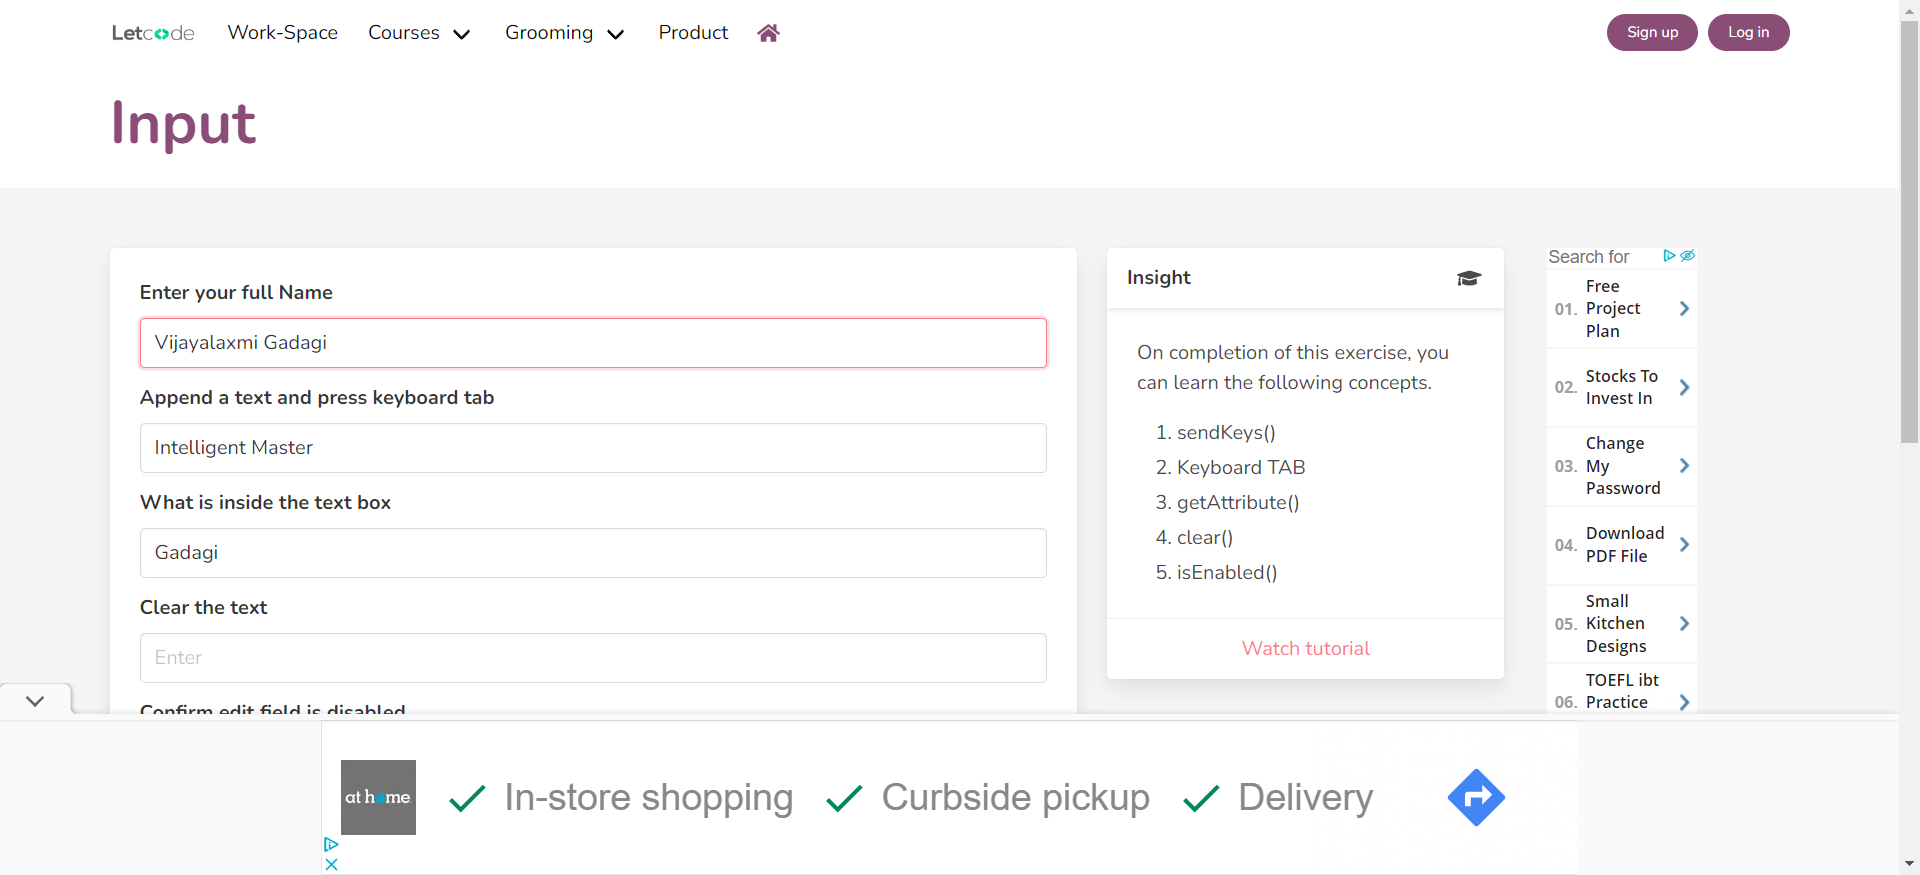 Letcode Work-Space Courses Grooming Product Sign up Log in
Input
Enter your full Name
Vijayalaxmi Gadagi
Append a text and press keyboard tab
Intelligent Master
What is inside the text box
Gadagi
Clear the text
Enter
Confirm edit field is disabled
Insight
On completion of this exercise, you
can learn the following concepts.
1. sendKeys()
2. Keyboard TAB
3. getAttribute()
4. clear()
5. isEnabled()
Watch tutorial
Search for
01. Free
Project
Plan
02. Stocks To
Invest In
03. Change
My
Password
04. Download
PDF File
05. Small
Kitchen
Designs
06. TOEFL ibt
Practice
at home
In-store shopping Curbside pickup Delivery